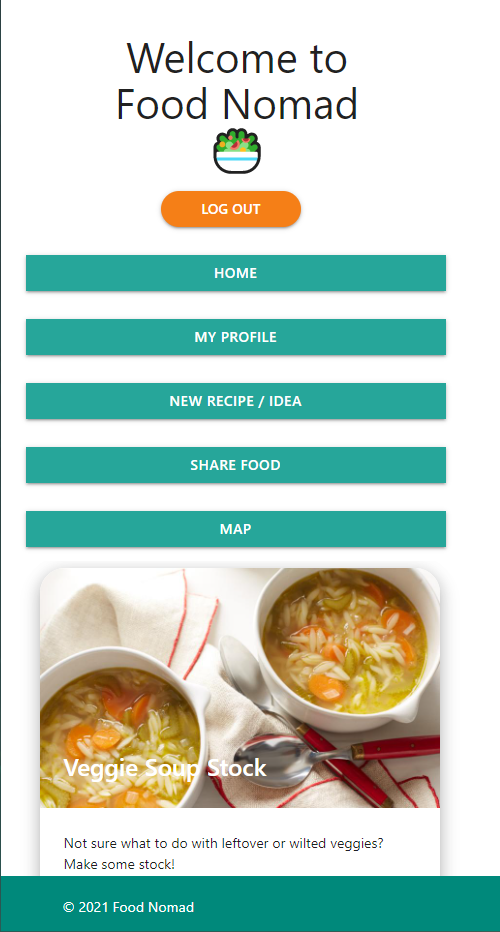 Welcome to
Food Nomad
LOG OUT
HOME
MY PROFILE
NEW RECIPE / IDEA
SHARE FOOD
MAP
Veggie Soup Stock
Not sure what to do with leftover or wilted veggies?
Make some stock!
© 2021 Food Nomad